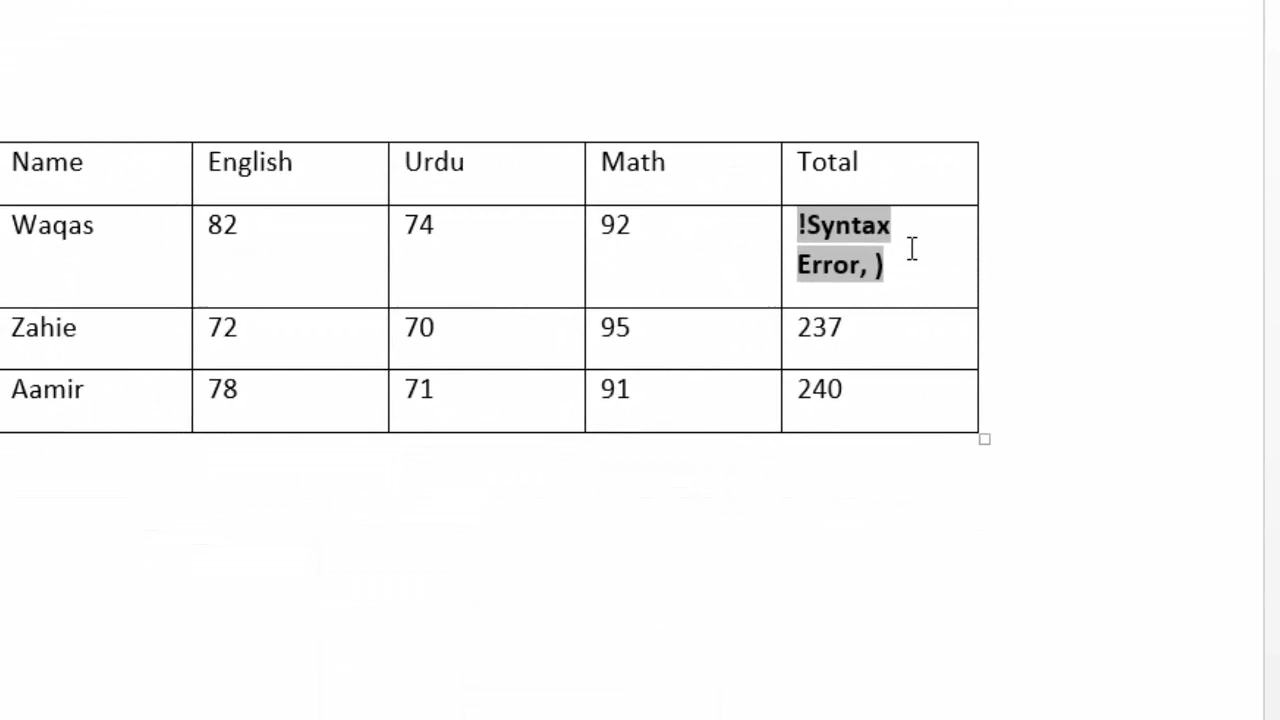 Name English Urdu Math Total
Waqas 82 74 92 !Syntax
Error, )
Zahie 72 70 95 237
Aamir 78 71 91 240